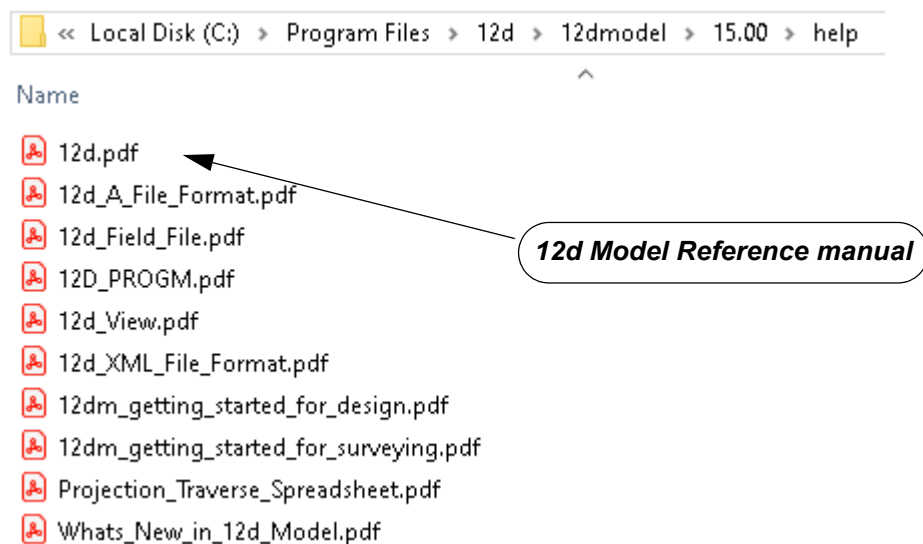 « Local Disk (C:) > Program Files > 12d > 12dmodel > 15.00 > help
Name
12d.pdf
12d_A_File_Format.pdf
12d_Field_File.pdf
12d Model Reference manual
12D_PROGM.pdf
12d_View.pdf
12d_XML_File_Format.pdf
12dm_getting_started_for_design.pdf
12dm_getting_started_for_surveying.pdf
Projection_Traverse_Spreadsheet.pdf
Whats_New_in_12d_Model.pdf